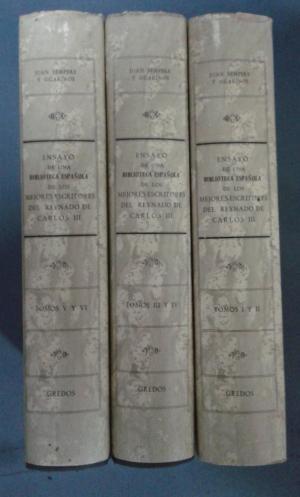 JUAN SEMPERE
Y GUARINOS
ENSAYO
DE UNA
BIBLIOTECA ESPAÑOLA
DE LOS
MEJORES ESCRITORES
DEL REYNADO DE
CARLOS III
TOMOS V Y VI
GREDOS
JUAN SEMPERE
Y GUARINOS
ENSAYO
DE UNA
BIBLIOTECA ESPAÑOLA
DE LOS
MEJORES ESCRITORES
DEL REYNADO DE
CARLOS III
TOMOS III Y IV
GREDOS
JUAN SEMPERE
Y GUARINOS
ENSAYO
DE UNA
BIBLIOTECA ESPAÑOLA
DE LOS
MEJORES ESCRITORES
DEL REYNADO DE
CARLOS III
TOMOS I Y II
GREDOS